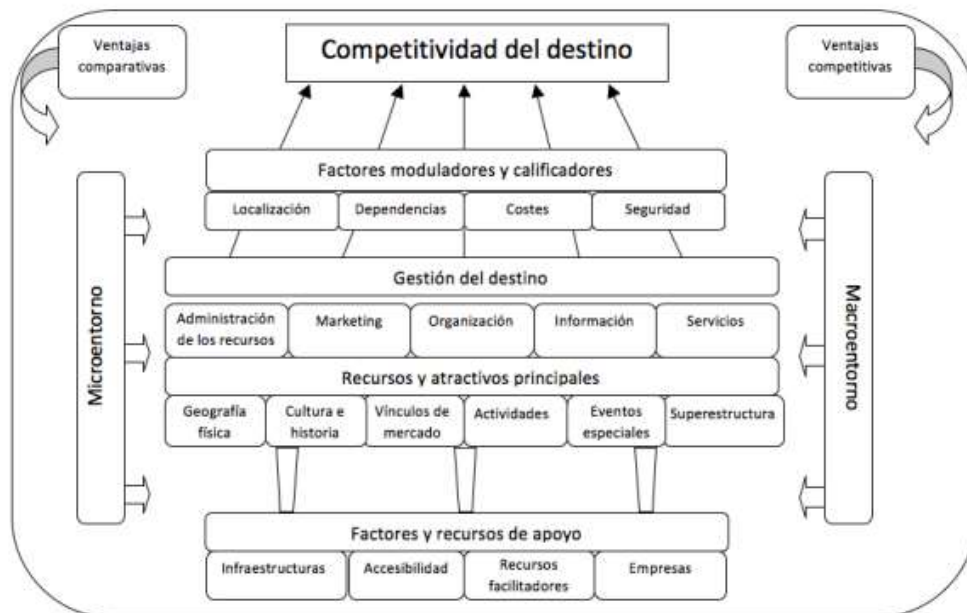 Ventajas
comparativas
Competitividad del destino
Ventajas
competitivas
Factores moduladores y calificadores
Localización
Dependencias
Costes
Seguridad
Microentorno
Macroentorno
Gestión del destino
Administración
de los recursos
Marketing
Organización
Información
Servicios
Recursos y atractivos principales
Geografía
física
Cultura e
historia
Vínculos de
mercado
Actividades
Eventos
especiales
Superestructura
Factores y recursos de apoyo
Infraestructuras
Accesibilidad
Recursos
facilitadores
Empresas